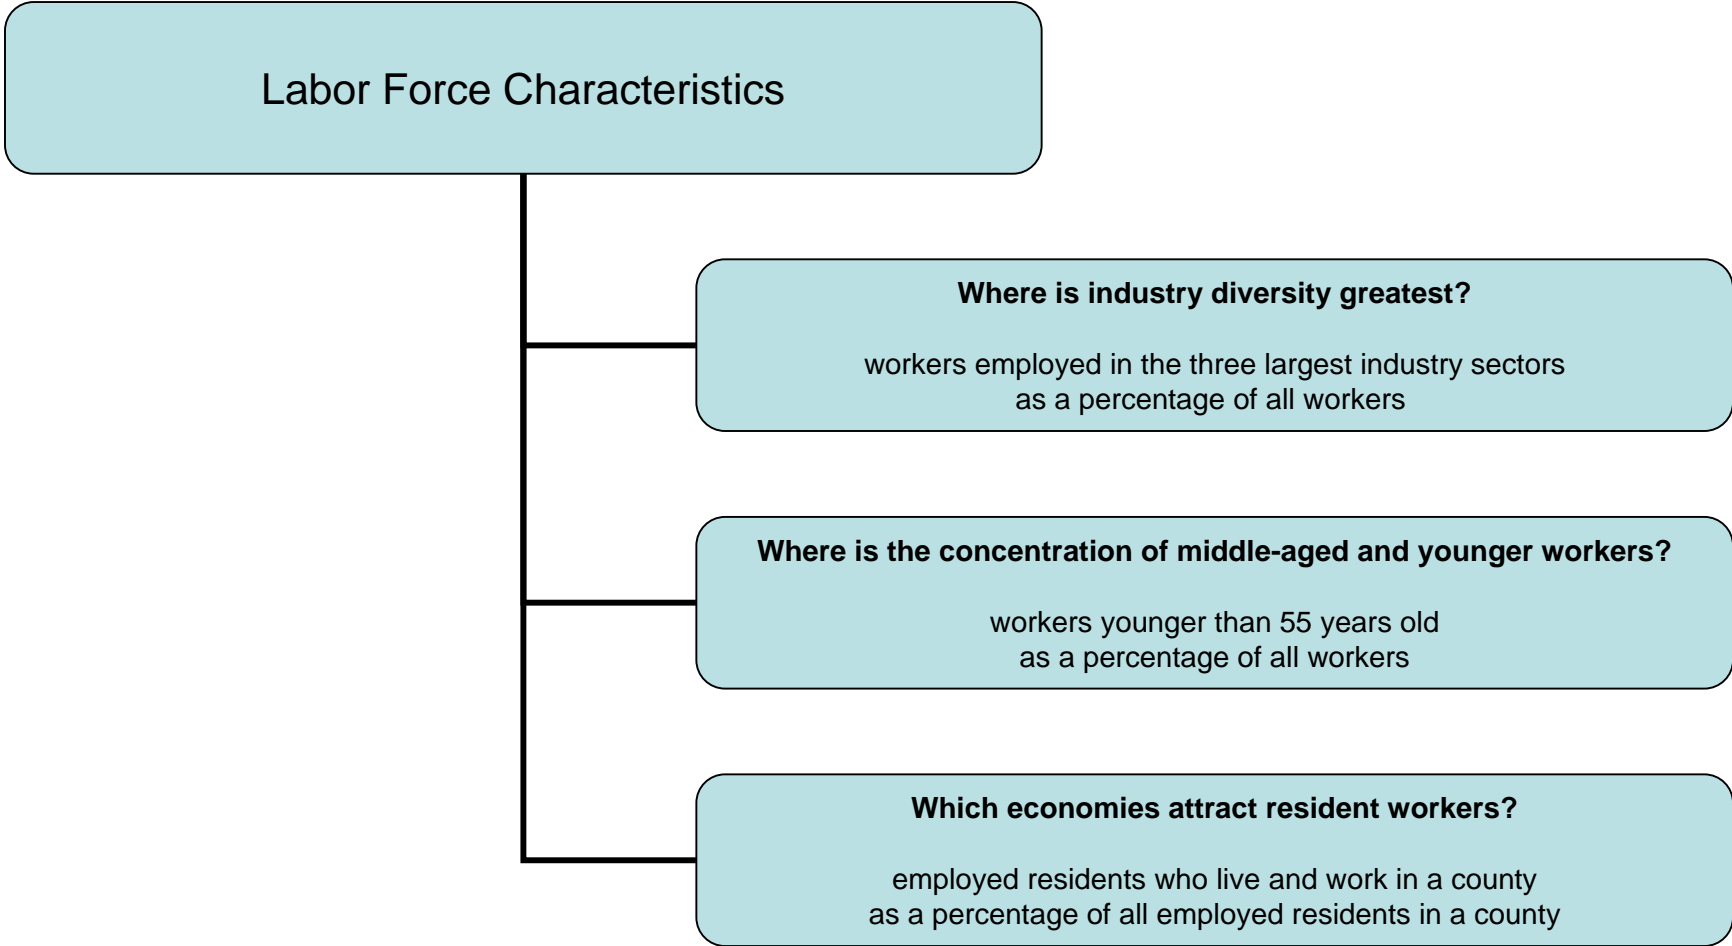 Labor Force Characteristics
Where is industry diversity greatest?
workers employed in the three largest industry sectors
as a percentage of all workers
Where is the concentration of middle-aged and younger workers?
workers younger than 55 years old
as a percentage of all workers
Which economies attract resident workers?
employed residents who live and work in a county
as a percentage of all employed residents in a county